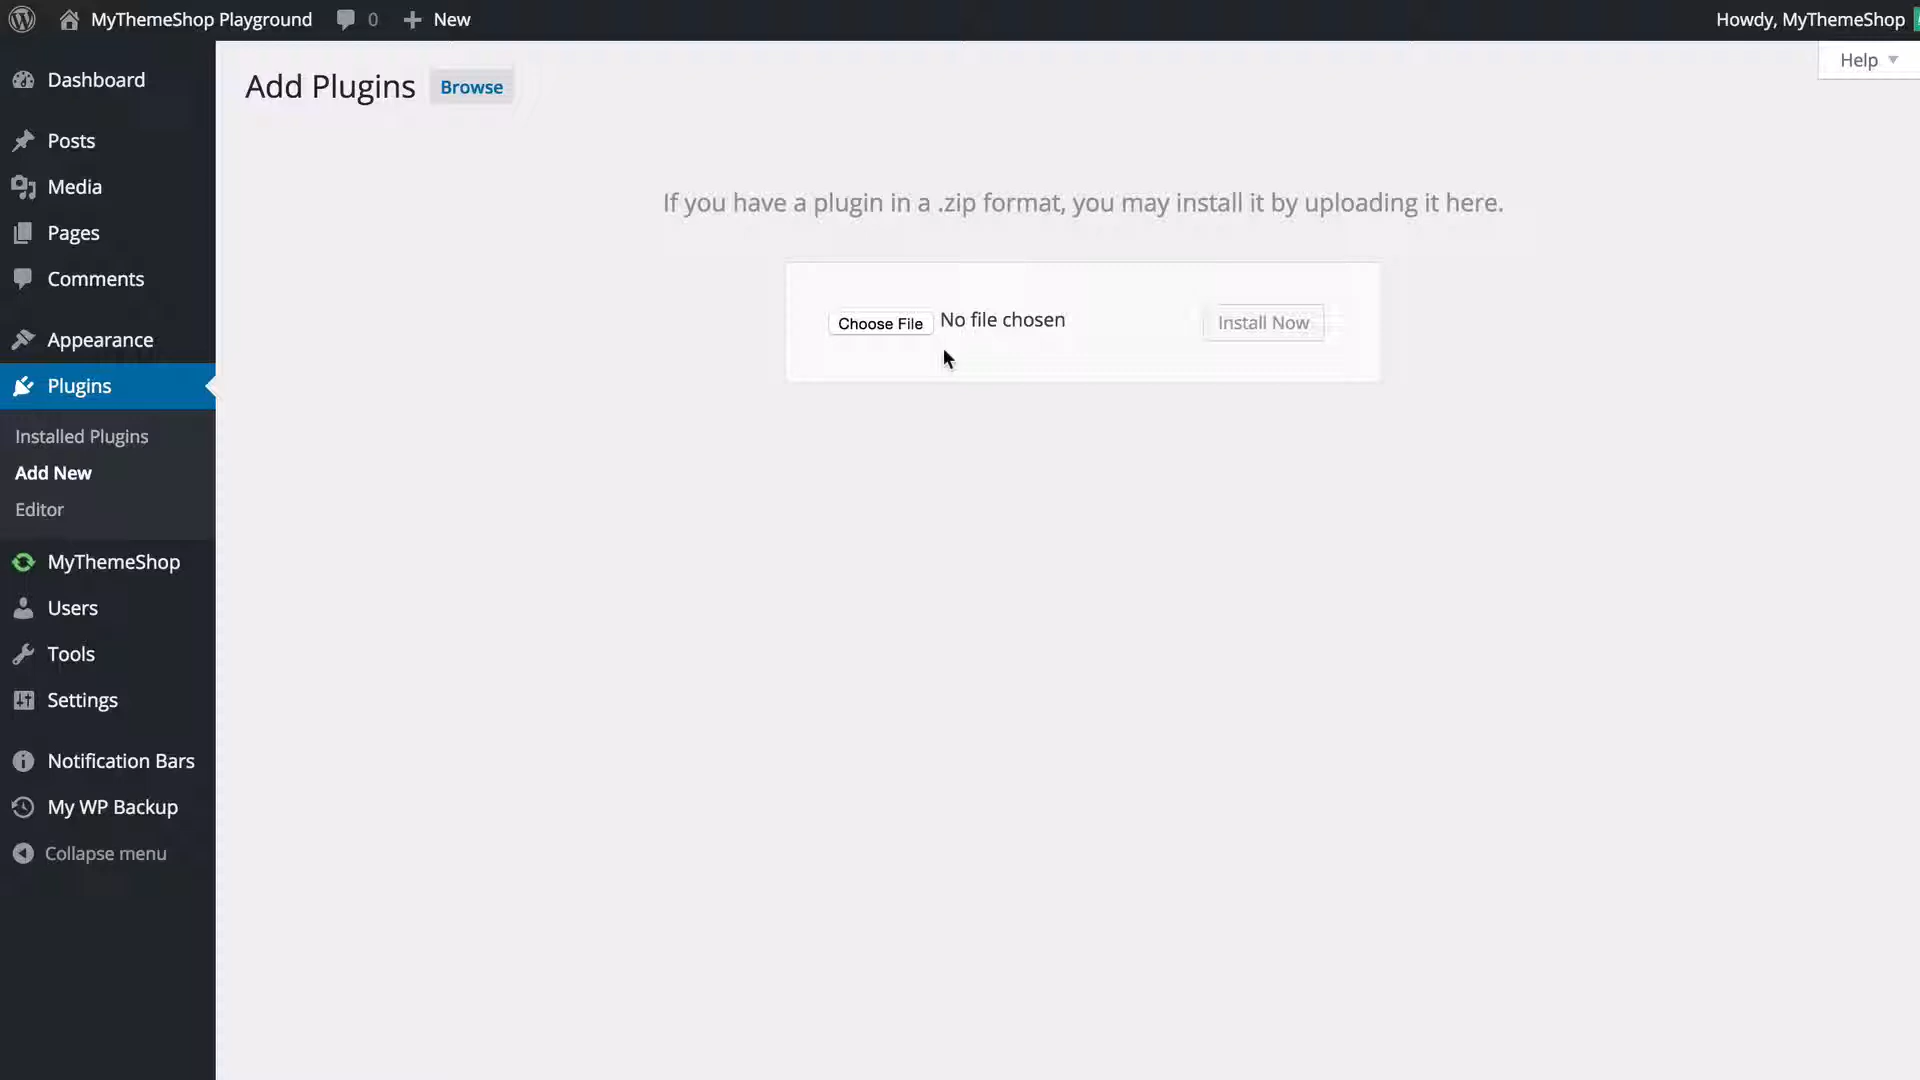 MyThemeShop Playground 0 New Howdy, MyThemeShop
Help
Dashboard
Posts
Media
Pages
Comments
Appearance
Plugins
Installed Plugins
Add New
Editor
MyThemeShop
Users
Tools
Settings
Notification Bars
My WP Backup
Collapse menu
Add Plugins Browse
If you have a plugin in a .zip format, you may install it by uploading it here.
Choose File No file chosen Install Now